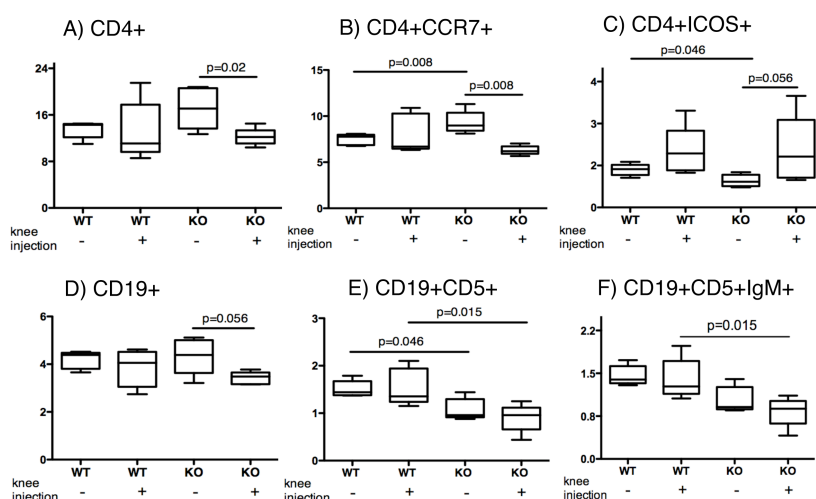 A) CD4+
B) CD4+CCR7+
C) CD4+ICOS+
p=0.02
24
16
8
0
WT WT KO KO
knee injection - + - +
p=0.008
p=0.008
15
10
5
0
WT WT KO KO
knee injection - + - +
p=0.046
p=0.056
4
3
2
1
0
WT WT KO KO
knee injection - + - +
D) CD19+
E) CD19+CD5+
F) CD19+CD5+IgM+
p=0.056
6
4
2
0
WT WT KO KO
knee injection - + - +
p=0.015
p=0.046
3
2
1
0
WT WT KO KO
knee injection - + - +
p=0.015
2.2
1.5
0.8
0.0
WT WT KO KO
knee injection - + - +